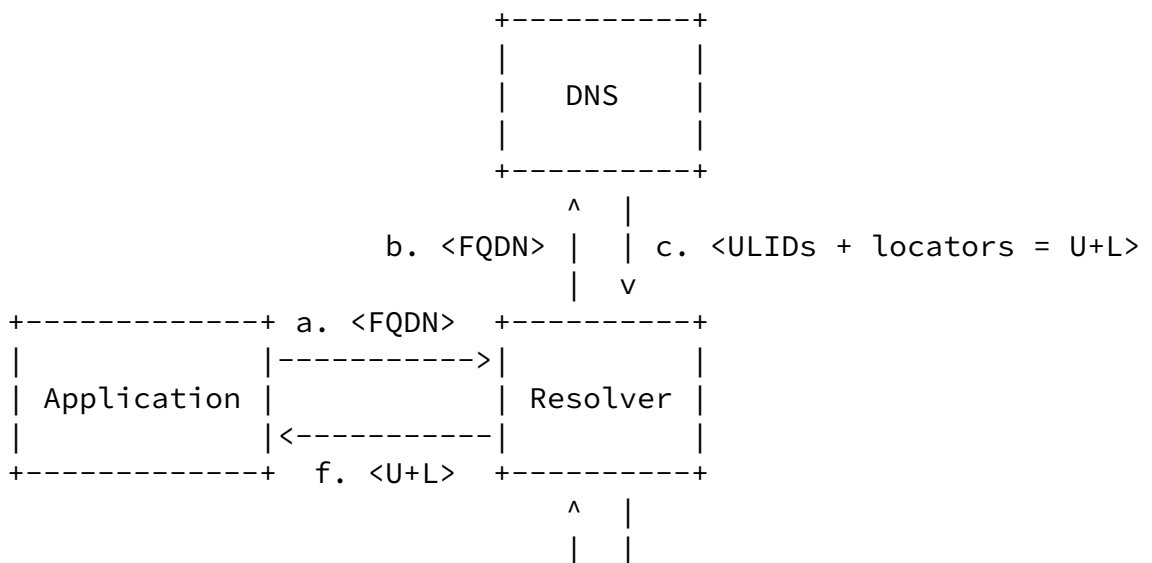 DNS
b. <FQDN>
c. <ULIDs + locators = U+L>
a. <FQDN>
Application
Resolver
f. <U+L>